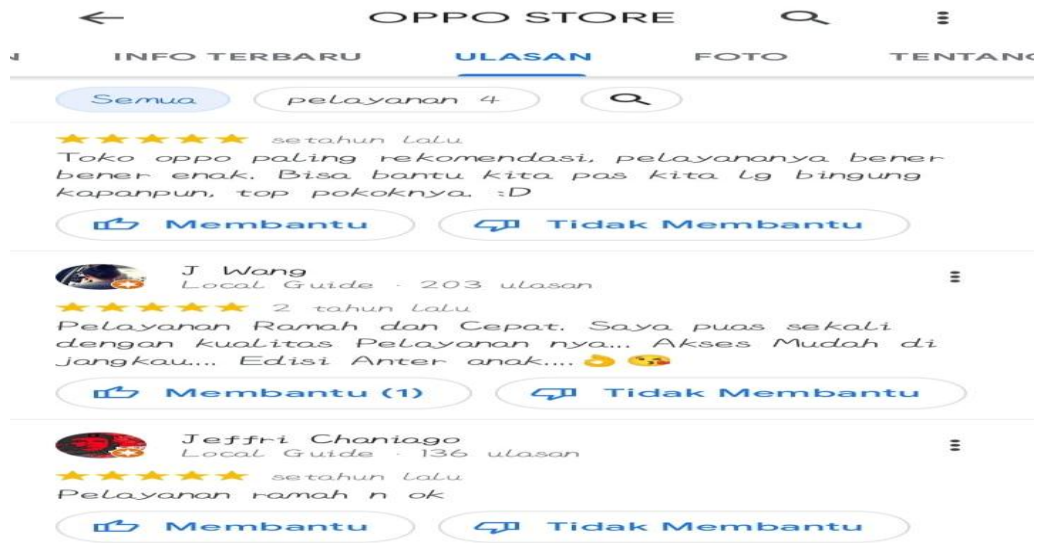 OPPO STORE
N INFO TERBARU ULASAN FOTO TENTANG
Semua pelayanan 4
setahun lalu
Toko oppo paling rekomendasi, pelayananya bener
bener enak. Bisa bantu kita pas kita lg bingung
kapanpun, top pokoknya. :D
Membantu Tidak Membantu
J Wang
Local Guide · 203 ulasan
2 tahun lalu
Pelayanan Ramah dan Cepat. Saya puas sekali
dengan kualitas Pelayanan nya... Akses Mudah di
jangkau.... Edisi Anter anak....👌😘
Membantu (1) Tidak Membantu
Jeffri Chaniago
Local Guide · 136 ulasan
setahun lalu
Pelayanan ramah n ok
Membantu Tidak Membantu